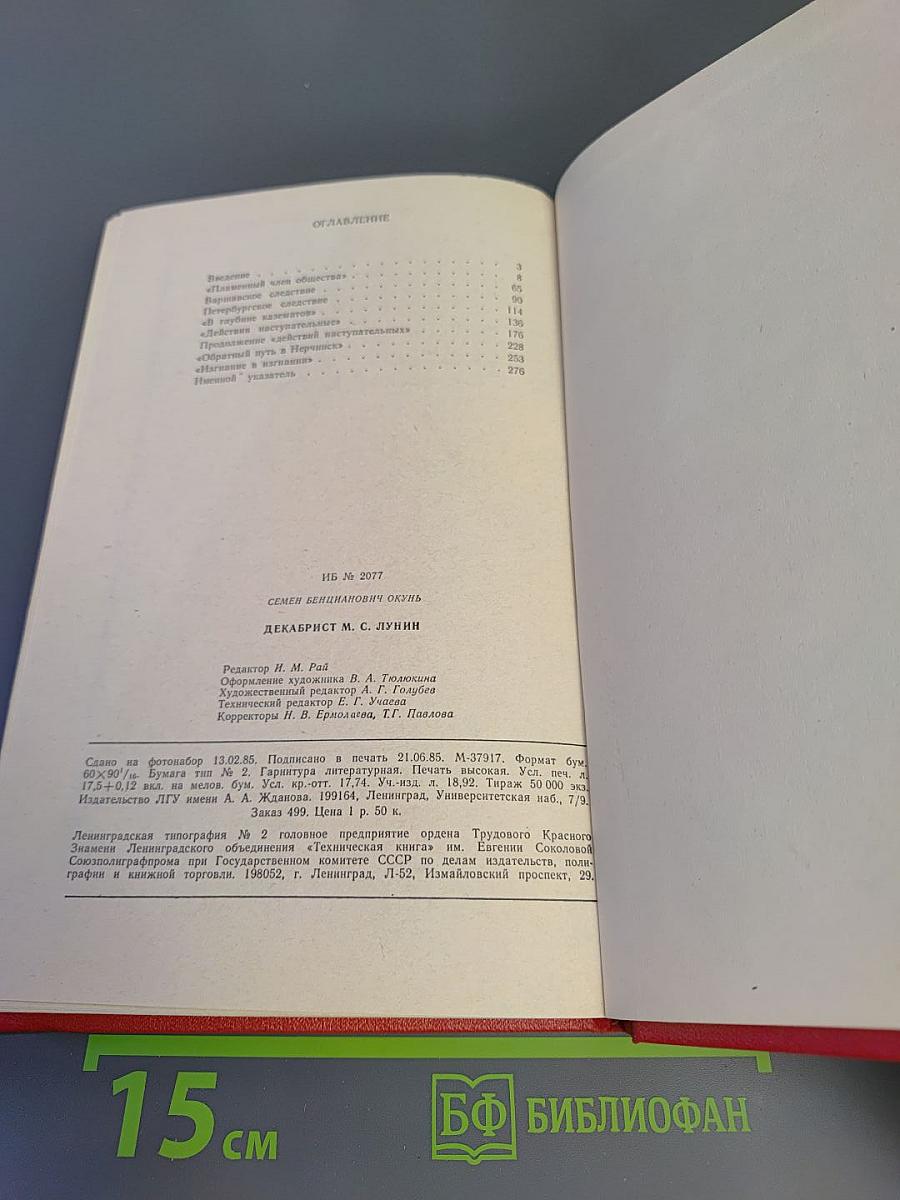 ОГЛАВЛЕНИЕ
Введение 3
«Пламенный член общества» 8
Варшавское следствие 65
Петербургское следствие 90
«В глубине казематов» 114
«Действия наступательные» 136
Продолжение «действий наступательных» 176
«Обратный путь в Нерчинск» 228
«Изгнание в изгнании» 253
Именной указатель 276
ИБ № 2077
СЕМЕН БЕНЦИАНОВИЧ ОКУНЬ
ДЕКАБРИСТ М. С. ЛУНИН
Редактор И. М. Рай
Оформление художника В. А. Тюлюкина
Художественный редактор А. Г. Голубев
Технический редактор Е. Г. Учаева
Корректоры Н. В. Ермолаева, Т. Г. Павлова
Сдано на фотонабор 13.02.85. Подписано в печать 21.06.85. М-37917. Формат бум.
60×90 1/16. Бумага тип № 2. Гарнитура литературная. Печать высокая. Усл. печ. л.
17,5+0,12 вкл. на мелов. бум. Усл. кр.-отт. 17,74. Уч.-изд. л. 18,92. Тираж 50 000 экз.
Издательство ЛГУ имени А. А. Жданова. 199164, Ленинград, Университетская наб., 7/9.
Заказ 499. Цена 1 р. 50 к.
Ленинградская типография № 2 головное предприятие ордена Трудового Красного
Знамени Ленинградского объединения «Техническая книга» им. Евгении Соколовой
Союзполиграфпрома при Государственном комитете СССР по делам издательств, поли-
графии и книжной торговли. 198052, г. Ленинград, Л-52, Измайловский проспект, 29.
15 см
БФ БИБЛИОФАН